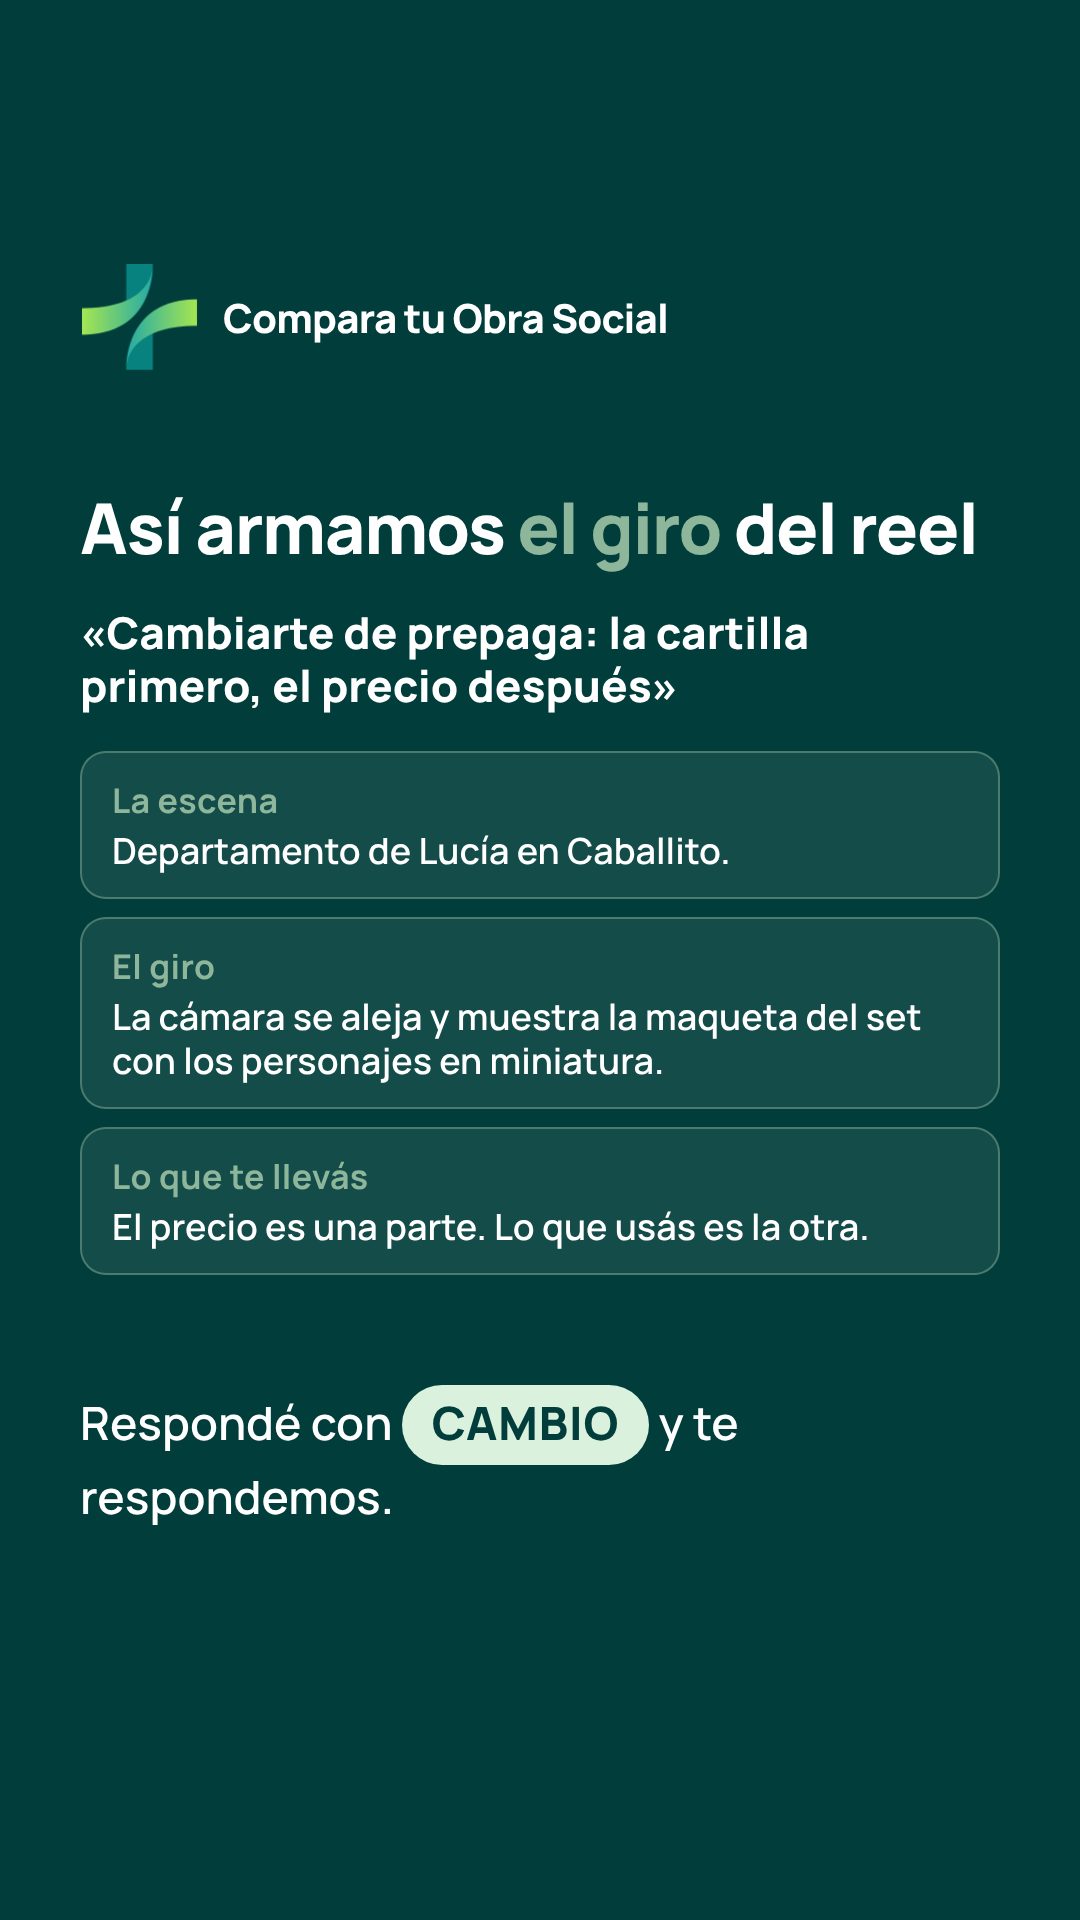 Compara tu Obra Social
Así armamos el giro del reel
«Cambiarte de prepaga: la cartilla
primero, el precio después»
La escena
Departamento de Lucía en Caballito.
El giro
La cámara se aleja y muestra la maqueta del set
con los personajes en miniatura.
Lo que te llevás
El precio es una parte. Lo que usás es la otra.
Respondé con CAMBIO y te
respondemos.